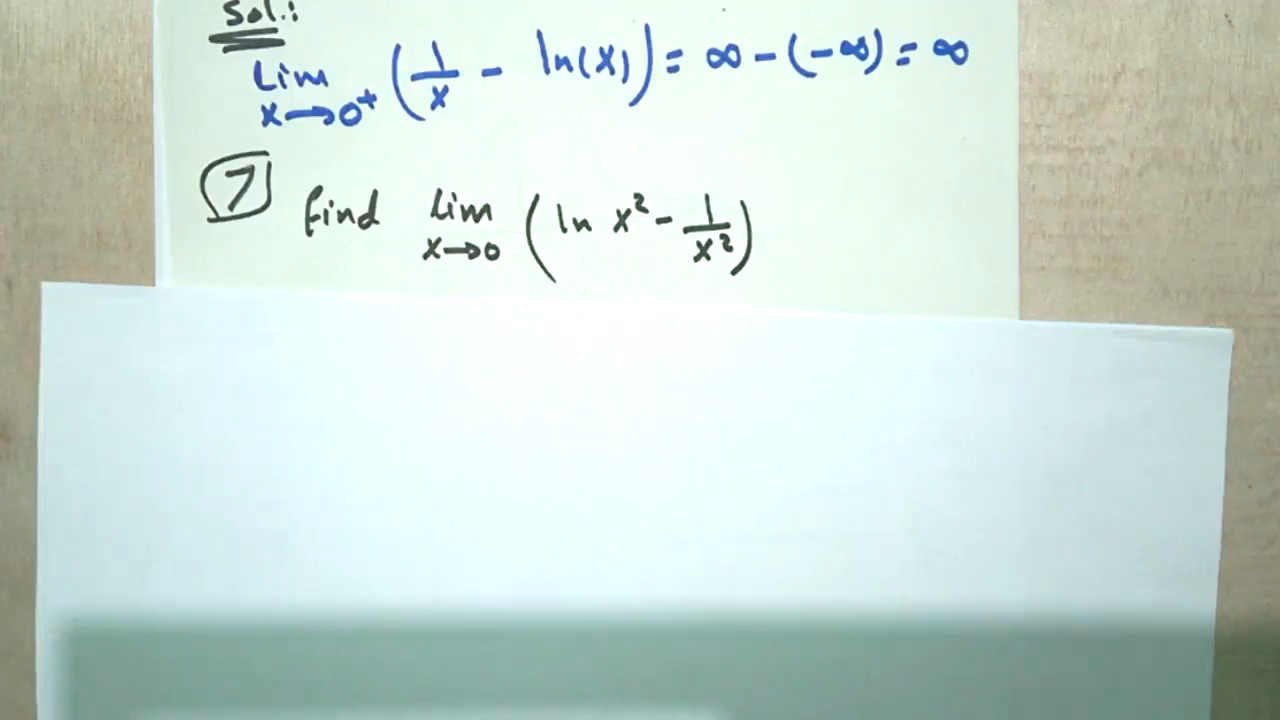 Sol.:
Lim x→0⁺ (1/x - ln(x)) = ∞ - (-∞) = ∞
7 find Lim x→0 (ln x² - 1/x²)